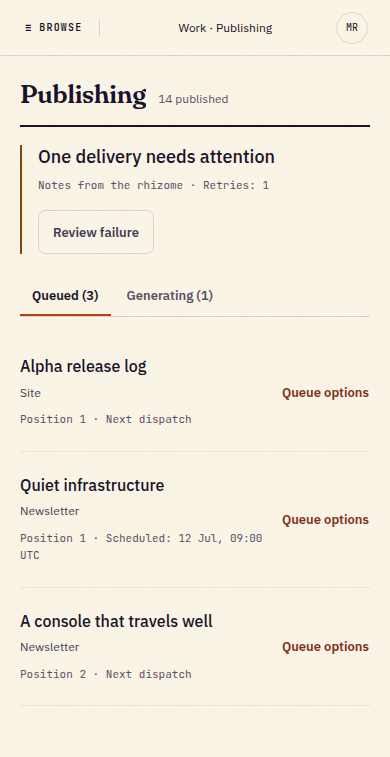 ≡ BROWSE
Work · Publishing
MR
Publishing 14 published
One delivery needs attention
Notes from the rhizome · Retries: 1
Review failure
Queued (3) Generating (1)
Alpha release log
Site
Queue options
Position 1 · Next dispatch
Quiet infrastructure
Newsletter
Queue options
Position 1 · Scheduled: 12 Jul, 09:00
UTC
A console that travels well
Newsletter
Queue options
Position 2 · Next dispatch